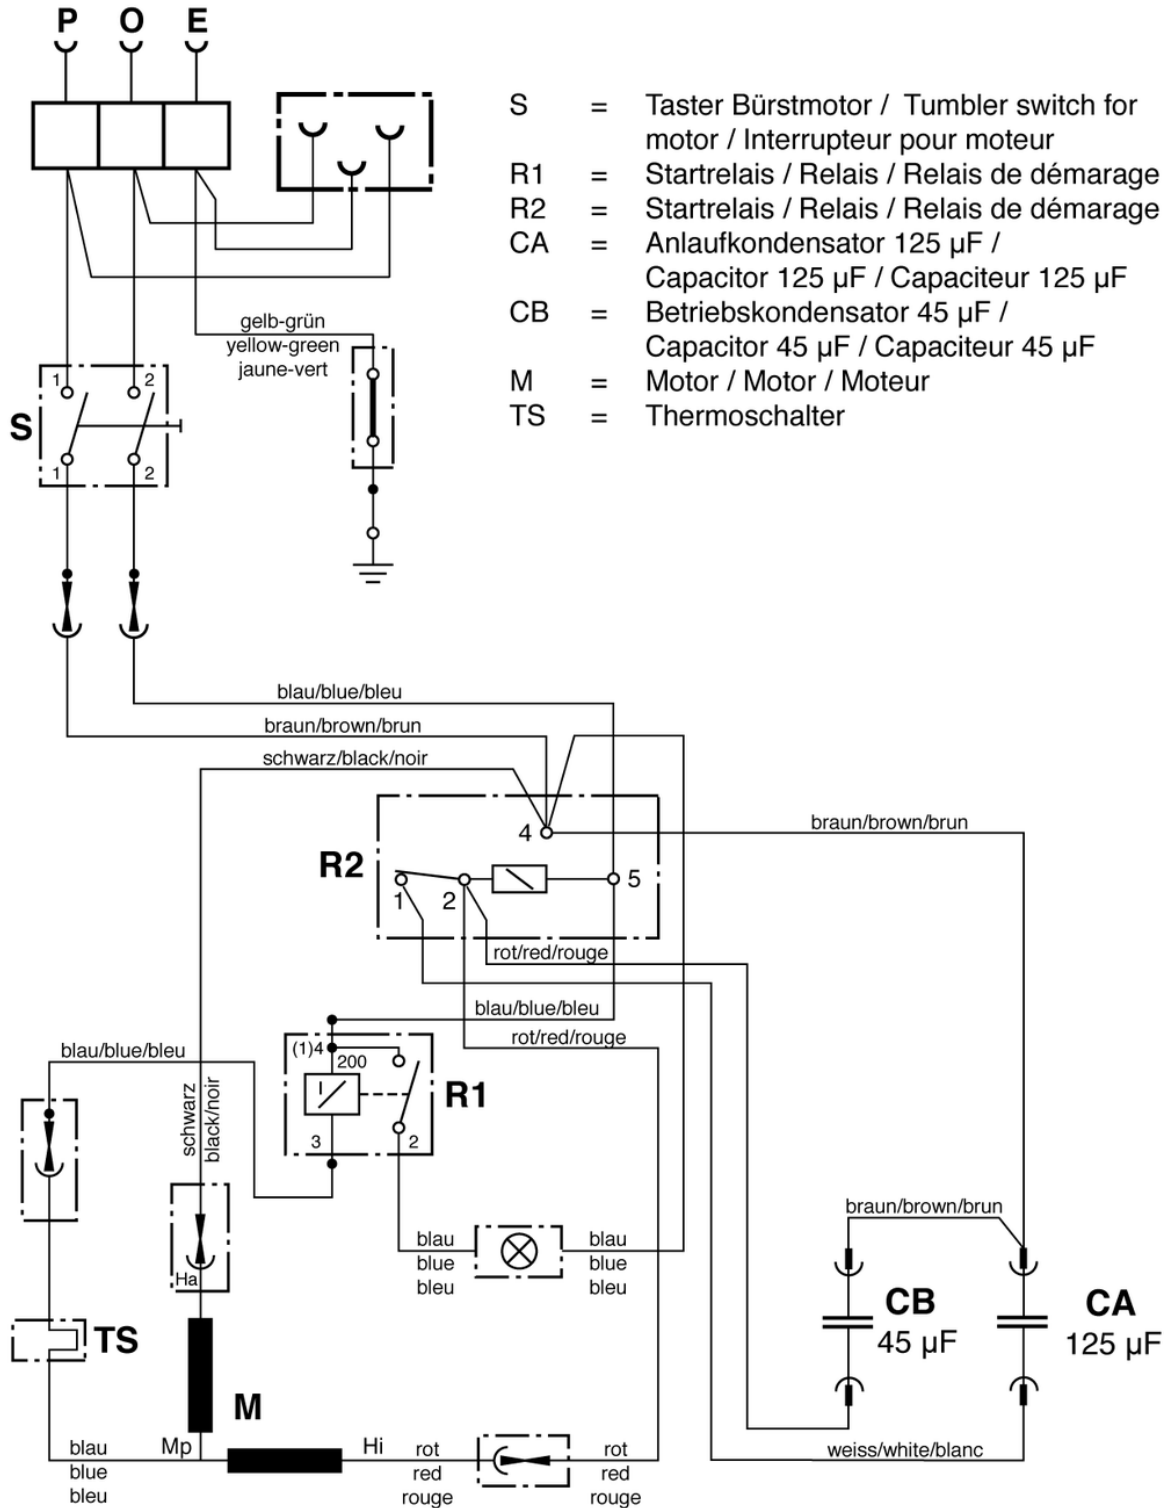 P O E
S = Taster Bürstmotor / Tumbler switch for
motor / Interrupteur pour moteur
R1 = Startrelais / Relais / Relais de démarage
R2 = Startrelais / Relais / Relais de démarage
CA = Anlaufkondensator 125 µF /
Capacitor 125 µF / Capaciteur 125 µF
CB = Betriebskondensator 45 µF /
Capacitor 45 µF / Capaciteur 45 µF
M = Motor / Motor / Moteur
TS = Thermoschalter
gelb-grün
yellow-green
jaune-vert
1 2
S
1 2
blau/blue/bleu
braun/brown/brun
schwarz/black/noir
4
braun/brown/brun
R2
1 2 5
rot/red/rouge
blau/blue/bleu
rot/red/rouge
blau/blue/bleu
(1)4
200
R1
3 2
schwarz
black/noir
braun/brown/brun
blau
blue
bleu
blau
blue
bleu
Ha
CB
45 µF
CA
125 µF
TS
M
Mp
Hi
blau
blue
bleu
rot
red
rouge
rot
red
rouge
weiss/white/blanc